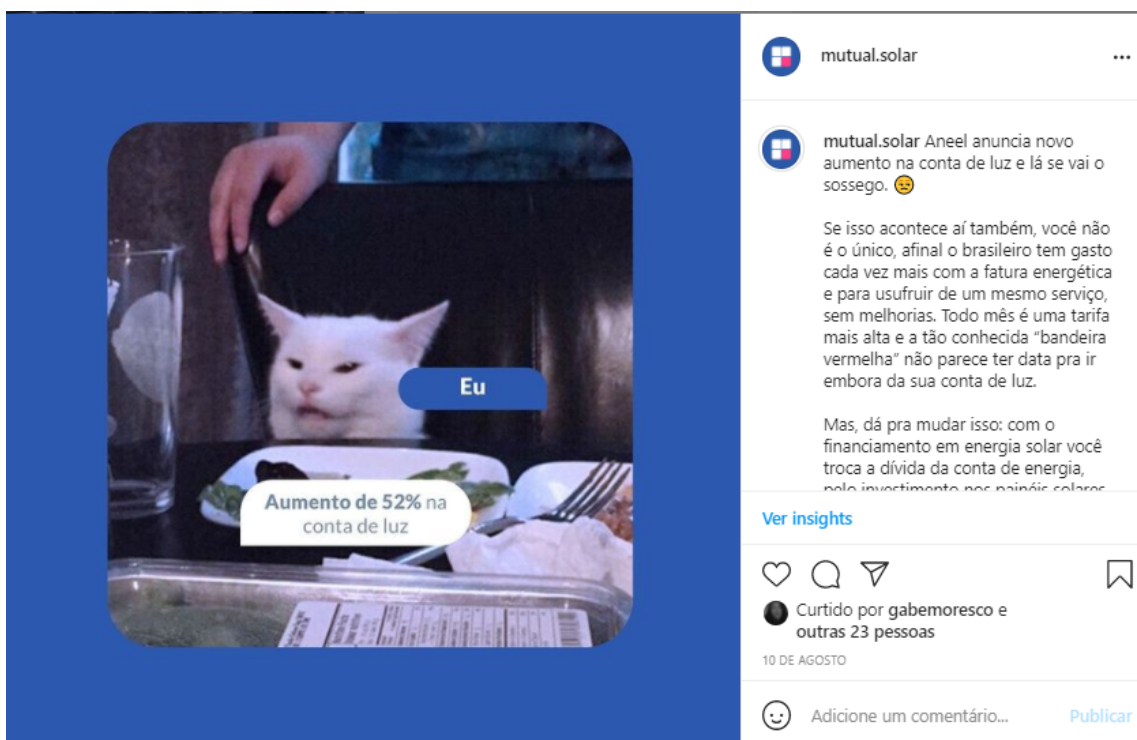 mutual.solar
mutual.solar Aneel anuncia novo
aumento na conta de luz e lá se vai o
sossego. 😒
Se isso acontece aí também, você não
é o único, afinal o brasileiro tem gasto
cada vez mais com a fatura energética
e para usufruir de um mesmo serviço,
sem melhorias. Todo mês é uma tarifa
mais alta e a tão conhecida “bandeira
vermelha” não parece ter data pra ir
embora da sua conta de luz.
Mas, dá pra mudar isso: com o
financiamento em energia solar você
troca a dívida da conta de energia,
pelo investimento nos painéis solares
Eu
Aumento de 52% na
conta de luz
Ver insights
Curtido por gabemoresco e
outras 23 pessoas
10 DE AGOSTO
Adicione um comentário...
Publicar